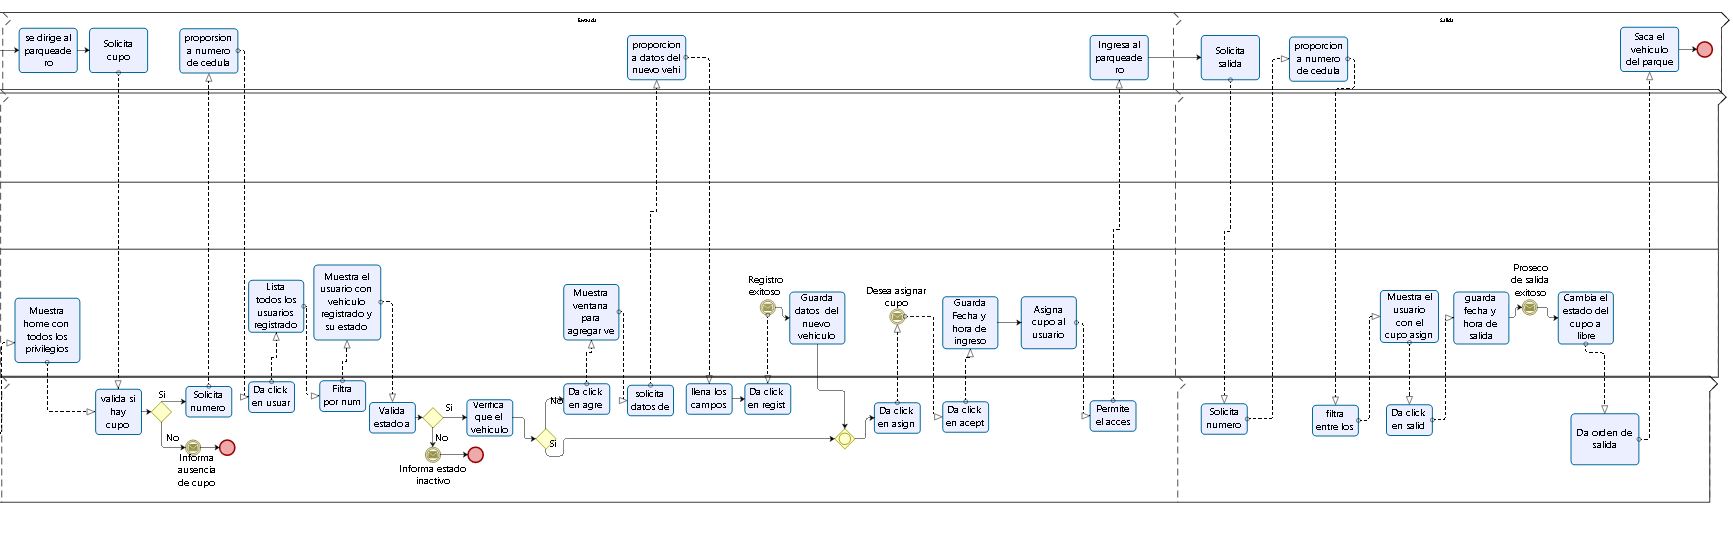 Entrada
Salida
se dirige al
parqueade
ro
Solicita
cupo
proporsion
a numero
de cedula
proporcion
a datos del
nuevo vehi
Ingresa al
parqueade
ro
Solicita
salida
proporcion
a numero
de cedula
Saca el
vehiculo
del parque
Muestra
home con
todos los
privilegios
Lista
todos los
usuarios
registrado
Muestra el
usuario con
vehiculo
registrado y
su estado
Muestra
ventana
para
agregar ve
Registro
exitoso
Guarda
datos del
nuevo
vehiculo
Desea asignar
cupo
Guarda
Fecha y
hora de
ingreso
Asigna
cupo al
usuario
Muestra el
usuario
con el
cupo asign
guarda
fecha y
hora de
salida
Proseco
de salida
exitoso
Cambia el
estado del
cupo a
libre
valida si
hay
cupo
Si
No
Informa
ausencia
de cupo
Solicita
numero
Da click
en usuar
Filtra
por num
Valida
estado a
Si
No
Informa estado
inactivo
Verifica
que el
vehiculo
No
Si
Da click
en agre
solicita
datos de
llena los
campos
Da click
en regist
Da click
en asign
Da click
en acept
Permite
el acces
Solicita
numero
filtra
entre los
Da click
en salid
Da orden de
salida